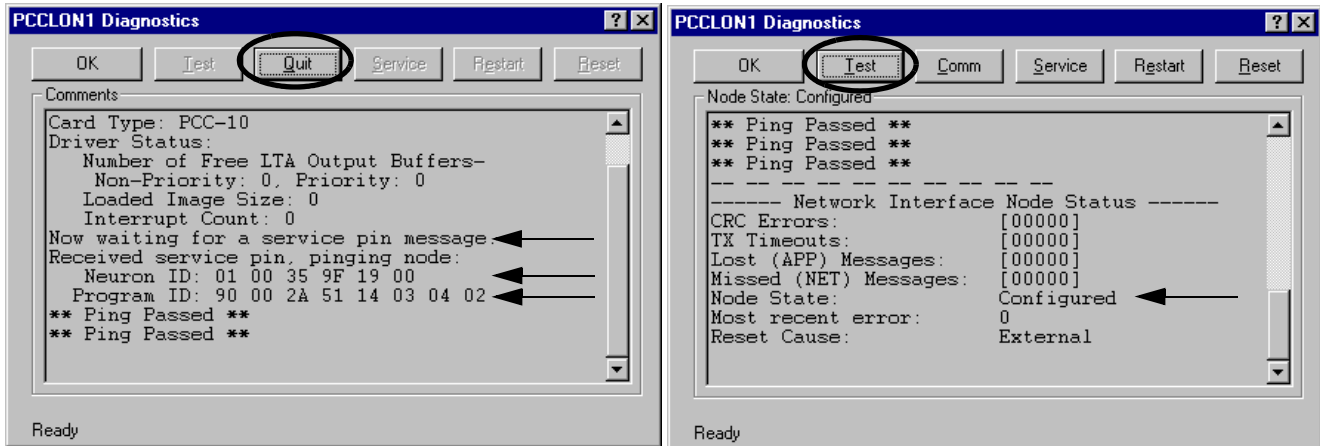 PCCLON1 Diagnostics
OK Test Quit Service Restart Reset
Comments
Card Type: PCC-10
Driver Status:
Number of Free LTA Output Buffers-
Non-Priority: 0, Priority: 0
Loaded Image Size: 0
Interrupt Count: 0
Now waiting for a service pin message:
Received service pin, pinging node:
Neuron ID: 01 00 35 9F 19 00
Program ID: 90 00 2A 51 14 03 04 02
** Ping Passed **
** Ping Passed **
Ready
PCCLON1 Diagnostics
OK Test Comm Service Restart Reset
Node State: Configured
** Ping Passed **
** Ping Passed **
** Ping Passed **
-- -- -- -- -- -- -- -- -- --
------ Network Interface Node Status ------
CRC Errors: [00000]
TX Timeouts: [00000]
Lost (APP) Messages: [00000]
Missed (NET) Messages: [00000]
Node State: Configured
Most recent error: 0
Reset Cause: External
Ready